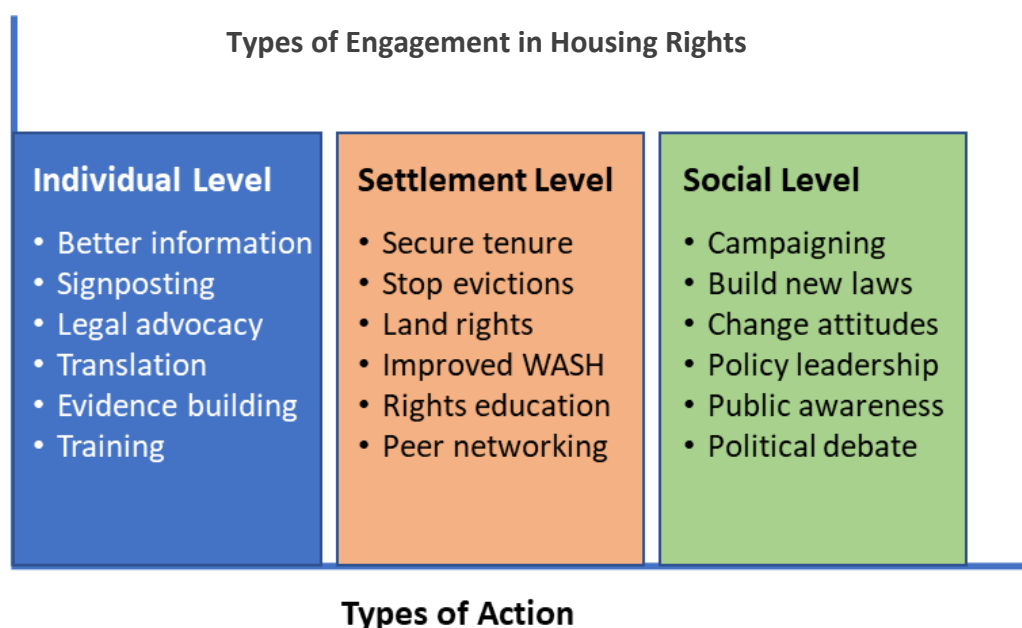 Types of Engagement in Housing Rights
Individual Level
• Better information
• Signposting
• Legal advocacy
• Translation
• Evidence building
• Training
Settlement Level
• Secure tenure
• Stop evictions
• Land rights
• Improved WASH
• Rights education
• Peer networking
Social Level
• Campaigning
• Build new laws
• Change attitudes
• Policy leadership
• Public awareness
• Political debate
Types of Action